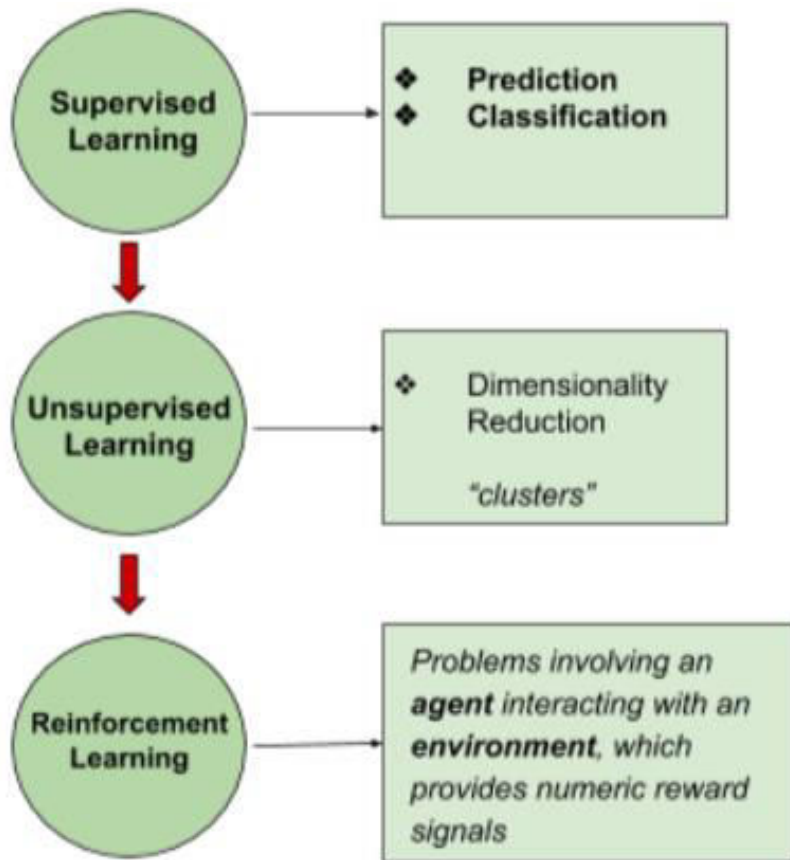 Supervised
Learning
❖ Prediction
❖ Classification
Unsupervised
Learning
❖ Dimensionality
Reduction
“clusters”
Reinforcement
Learning
Problems involving an
agent interacting with an
environment, which
provides numeric reward
signals